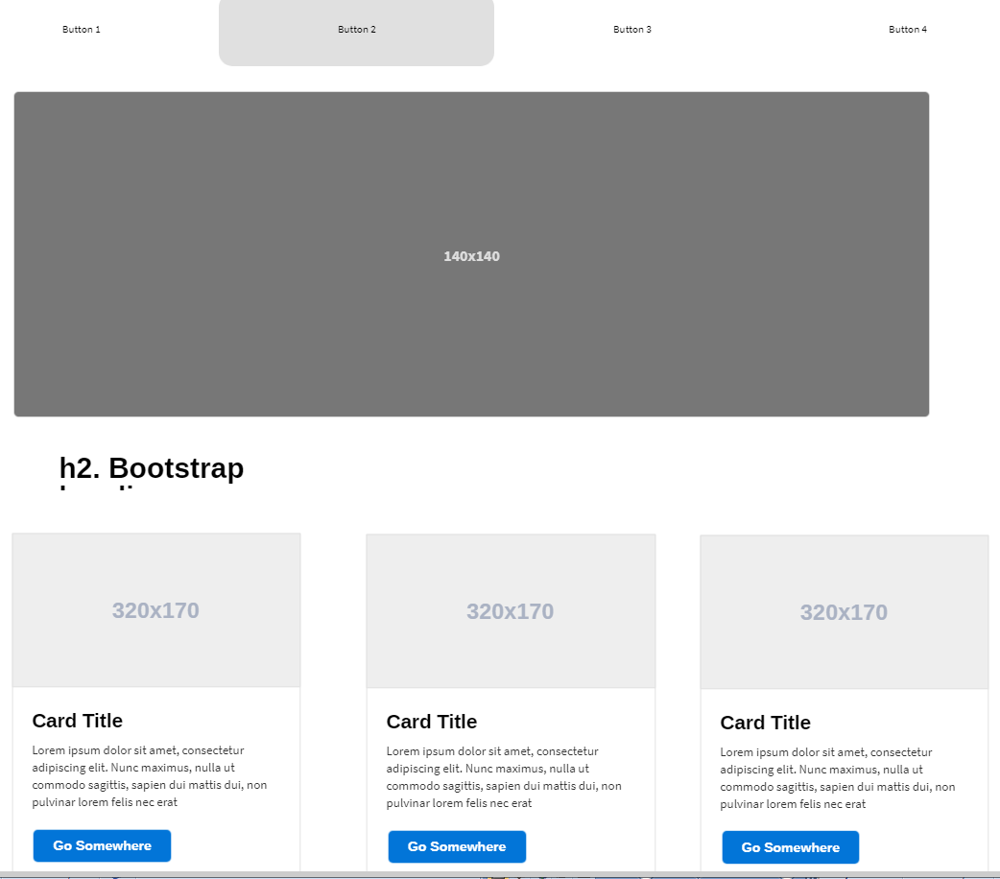 Button 1
Button 2
Button 3
Button 4
140x140
h2. Bootstrap
320x170
320x170
320x170
Card Title
Lorem ipsum dolor sit amet, consectetur
adipiscing elit. Nunc maximus, nulla ut
commodo sagittis, sapien dui mattis dui, non
pulvinar lorem felis nec erat
Go Somewhere
Card Title
Lorem ipsum dolor sit amet, consectetur
adipiscing elit. Nunc maximus, nulla ut
commodo sagittis, sapien dui mattis dui, non
pulvinar lorem felis nec erat
Go Somewhere
Card Title
Lorem ipsum dolor sit amet, consectetur
adipiscing elit. Nunc maximus, nulla ut
commodo sagittis, sapien dui mattis dui, non
pulvinar lorem felis nec erat
Go Somewhere